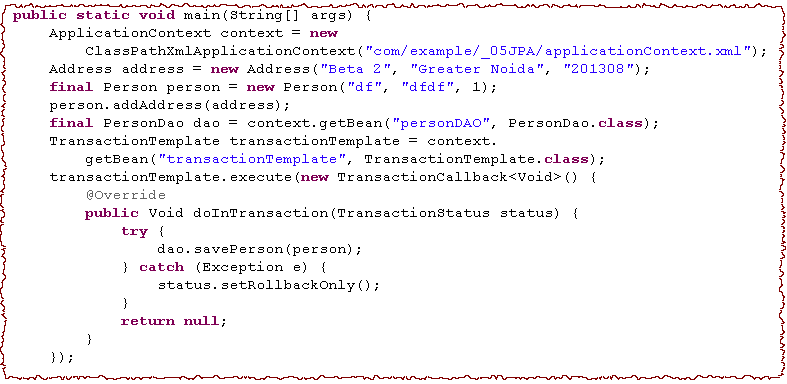 public static void main(String[] args) {
    ApplicationContext context = new
        ClassPathXmlApplicationContext("com/example/_05JPA/applicationContext.xml");
    Address address = new Address("Beta 2", "Greater Noida", "201308");
    final Person person = new Person("df", "dfdf", 1);
    person.addAddress(address);
    final PersonDao dao = context.getBean("personDAO", PersonDao.class);
    TransactionTemplate transactionTemplate = context.
        getBean("transactionTemplate", TransactionTemplate.class);
    transactionTemplate.execute(new TransactionCallback<Void>() {
        @Override
        public Void doInTransaction(TransactionStatus status) {
            try {
                dao.savePerson(person);
            } catch (Exception e) {
                status.setRollbackOnly();
            }
            return null;
        }
    });